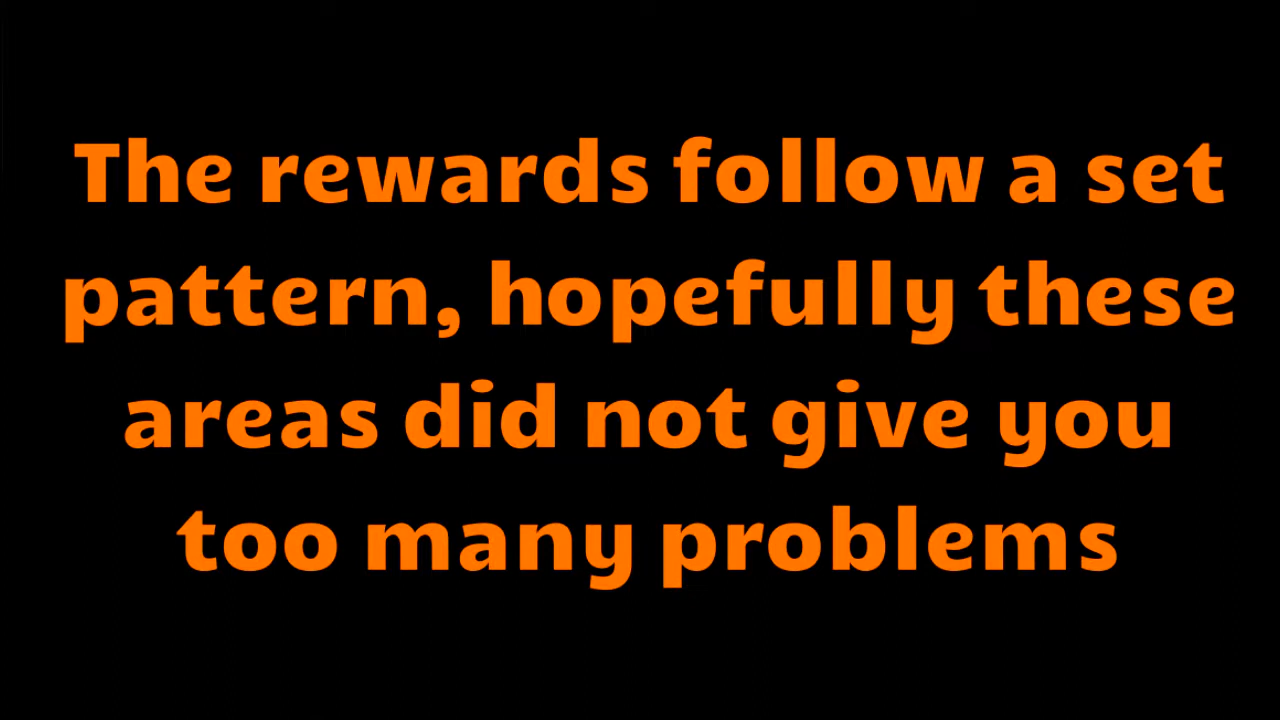 The rewards follow a set
pattern, hopefully these
areas did not give you
too many problems